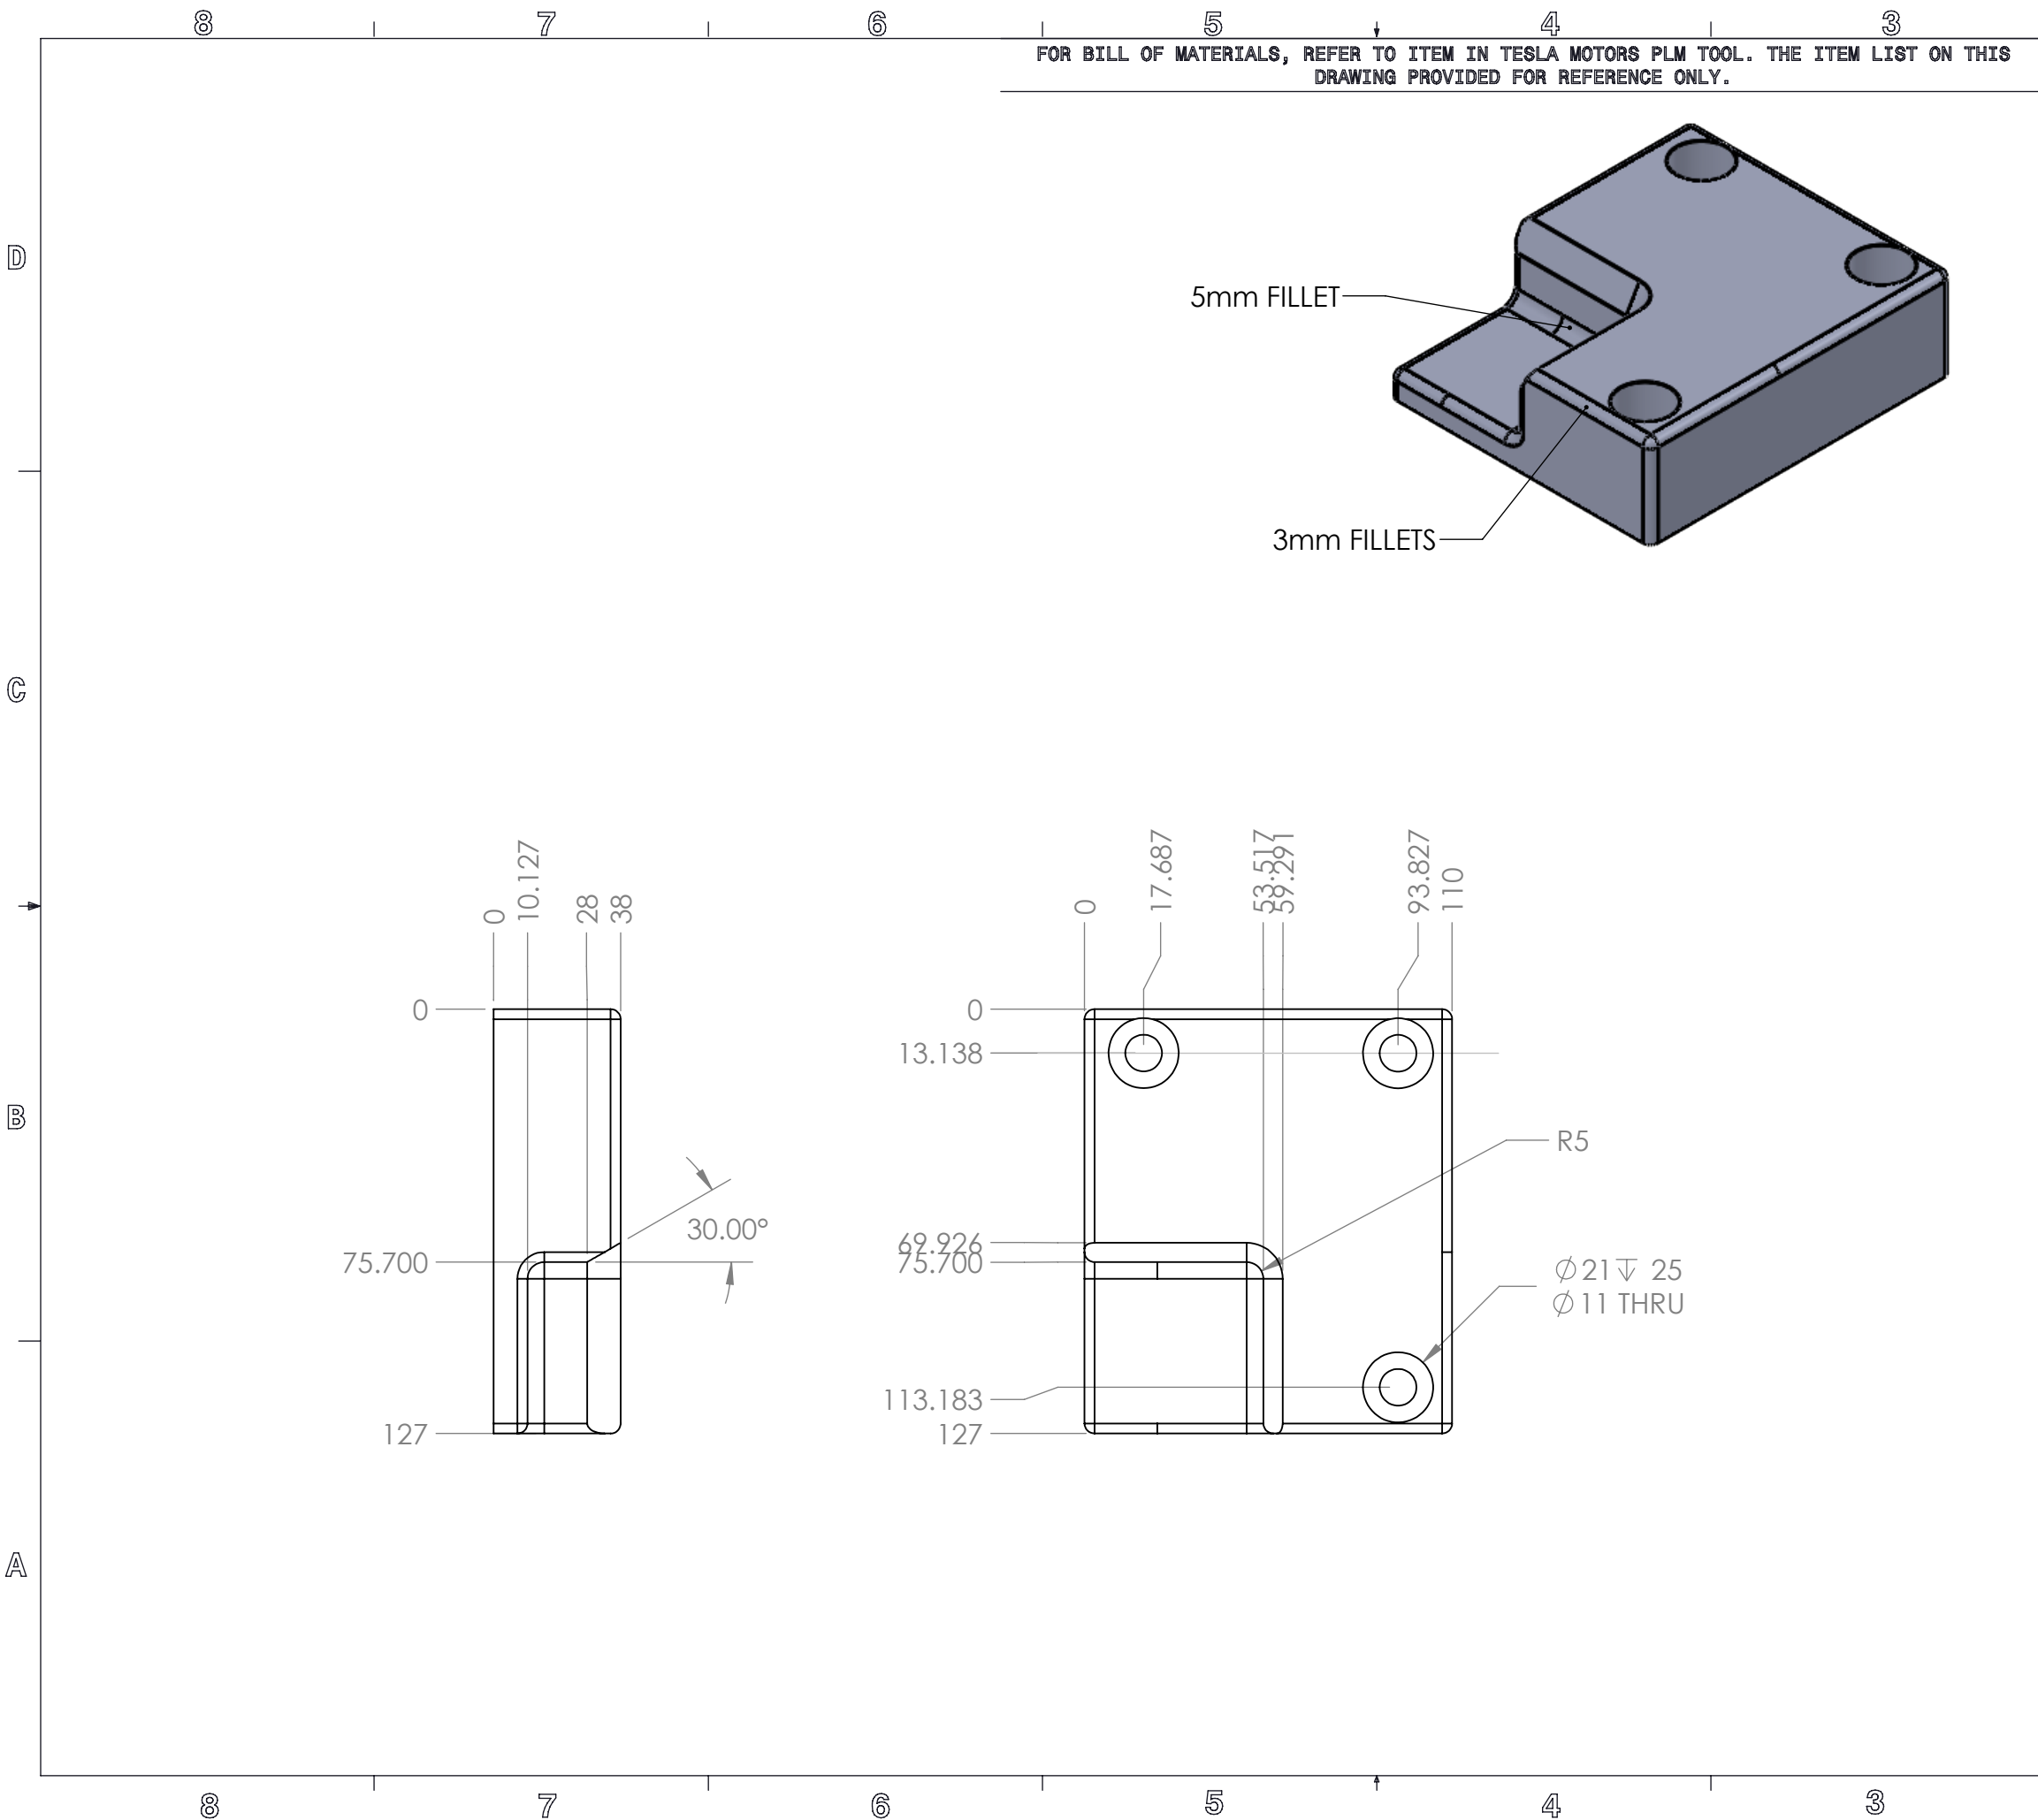 8 7 6 5 4 3
FOR BILL OF MATERIALS, REFER TO ITEM IN TESLA MOTORS PLM TOOL. THE ITEM LIST ON THIS
DRAWING PROVIDED FOR REFERENCE ONLY.
D
5mm FILLET
3mm FILLETS
C
0
10.127
28
38
0
75.700
127
30.00°
0
17.687
53.517
59.291
93.827
110
0
13.138
69.926
75.700
113.183
127
R5
∅21↧ 25
∅11 THRU
B
A
8 7 6 5 4 3